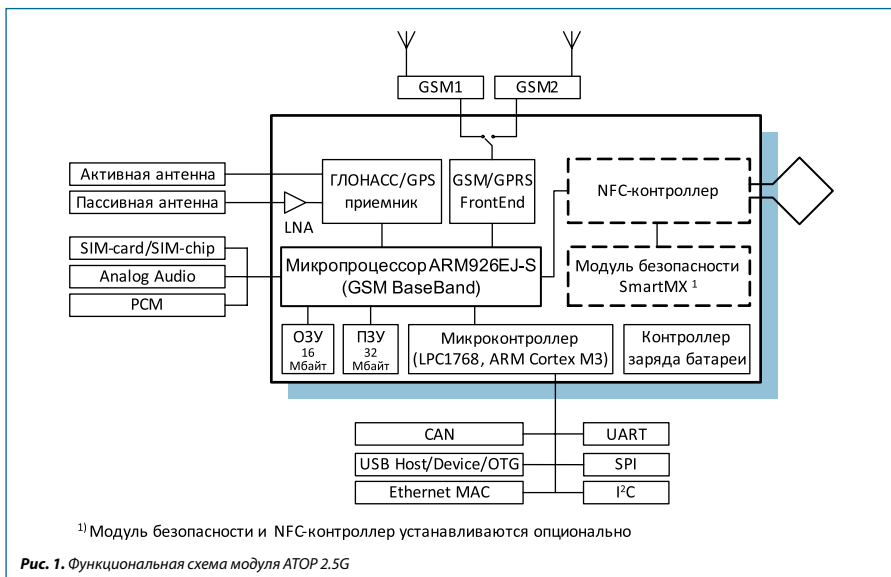 GSM1
GSM2
Активная антенна
Пассивная антенна
LNA
ГЛОНАСС/GPS
приемник
GSM/GPRS
FrontEnd
NFC-контроллер
SIM-card/SIM-chip
Analog Audio
PCM
Микропроцессор ARM926EJ-S
(GSM BaseBand)
Модуль безопасности
SmartMX ¹
ОЗУ
16
Мбайт
ПЗУ
32
Мбайт
Микроконтроллер
(LPC1768, ARM Cortex M3)
Контроллер
заряда батареи
CAN
UART
USB Host/Device/OTG
SPI
Ethernet MAC
I²C
¹⁾ Модуль безопасности и NFC-контроллер устанавливаются опционально
Рис. 1. Функциональная схема модуля ATOP 2.5G